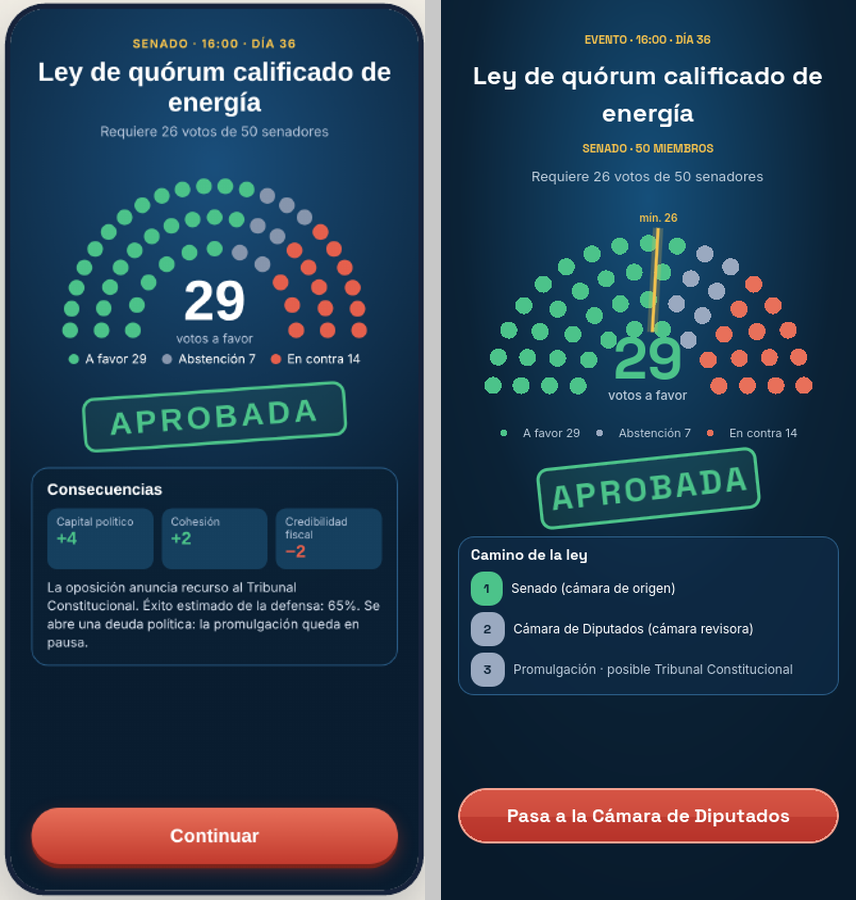 SENADO · 16:00 · DÍA 36
Ley de quórum calificado de
energía
Requiere 26 votos de 50 senadores
29
votos a favor
A favor 29 Abstención 7 En contra 14
APROBADA
Consecuencias
Capital político
+4
Cohesión
+2
Credibilidad
fiscal
−2
La oposición anuncia recurso al Tribunal
Constitucional. Éxito estimado de la defensa: 65%. Se
abre una deuda política: la promulgación queda en
pausa.
Continuar
EVENTO · 16:00 · DÍA 36
Ley de quórum calificado de
energía
SENADO · 50 MIEMBROS
Requiere 26 votos de 50 senadores
mín. 26
29
votos a favor
A favor 29 Abstención 7 En contra 14
APROBADA
Camino de la ley
1 Senado (cámara de origen)
2 Cámara de Diputados (cámara revisora)
3 Promulgación · posible Tribunal Constitucional
Pasa a la Cámara de Diputados